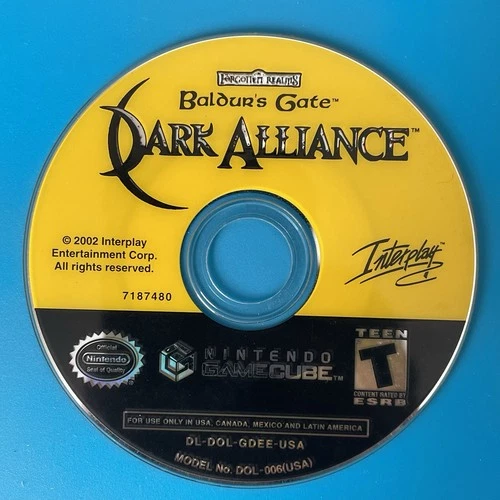 FORGOTTEN REALMS
Baldur's Gate™
DARK ALLIANCE™
© 2002 Interplay
Entertainment Corp.
All rights reserved.
7187480
Interplay™
Official
Nintendo
Seal of Quality
NINTENDO
GAMECUBE™
TEEN
T
CONTENT RATED BY
ESRB
FOR USE ONLY IN USA, CANADA, MEXICO AND LATIN AMERICA
DL-DOL-GDEE-USA
MODEL No. DOL-006(USA)